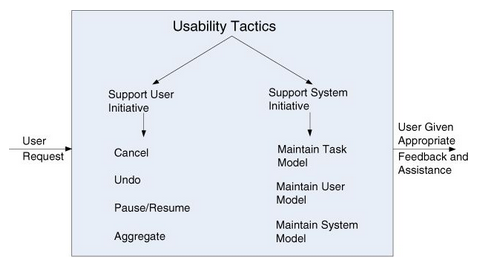 Usability Tactics
Support User
Initiative
Support System
Initiative
User
Request
Cancel
Undo
Pause/Resume
Aggregate
Maintain Task
Model
Maintain User
Model
Maintain System
Model
User Given
Appropriate
Feedback and
Assistance